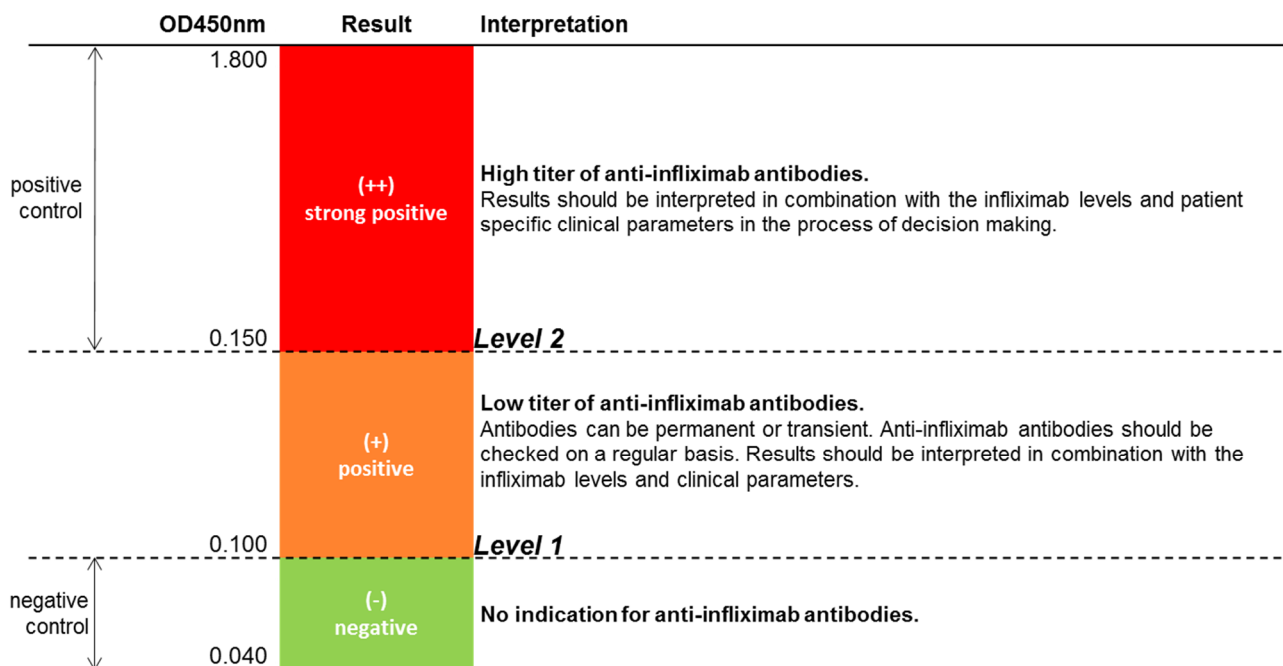 OD450nm Result Interpretation
1.800
positive
control
(++)
strong positive
High titer of anti-infliximab antibodies.
Results should be interpreted in combination with the infliximab levels and patient
specific clinical parameters in the process of decision making.
0.150
Level 2
(+)
positive
Low titer of anti-infliximab antibodies.
Antibodies can be permanent or transient. Anti-infliximab antibodies should be
checked on a regular basis. Results should be interpreted in combination with the
infliximab levels and clinical parameters.
0.100
Level 1
negative
control
(-)
negative
No indication for anti-infliximab antibodies.
0.040